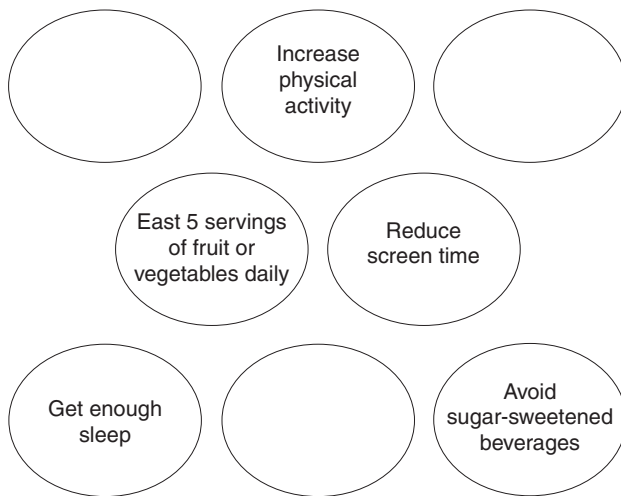 Increase
physical
activity
East 5 servings
of fruit or
vegetables daily
Reduce
screen time
Get enough
sleep
Avoid
sugar-sweetened
beverages